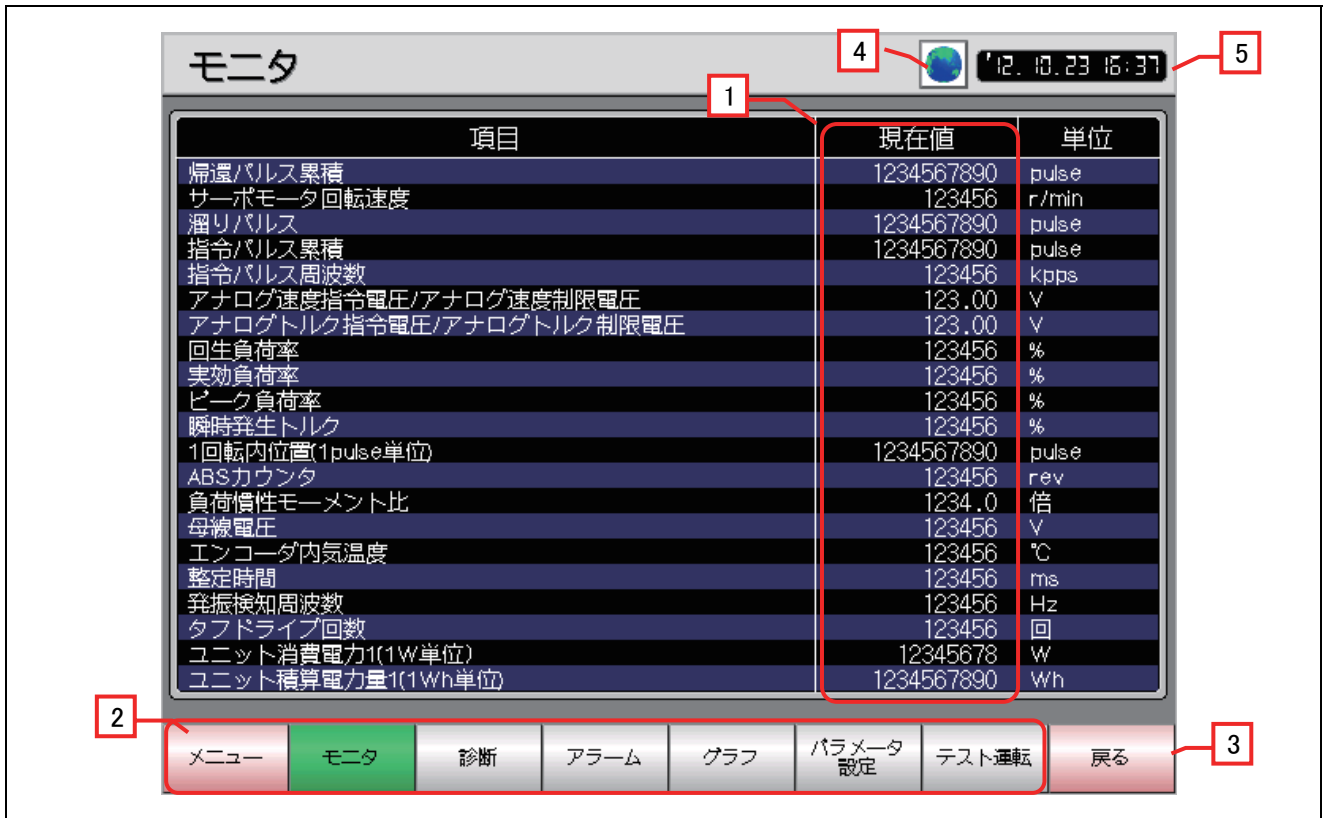 モニタ
4
'12. 10.23 16:37
5
1
項目 現在値 単位
帰還パルス累積 1234567890 pulse
サーボモータ回転速度 123456 r/min
溜りパルス 1234567890 pulse
指令パルス累積 1234567890 pulse
指令パルス周波数 123456 kpps
アナログ速度指令電圧/アナログ速度制限電圧 123.00 V
アナログトルク指令電圧/アナログトルク制限電圧 123.00 V
回生負荷率 123456 %
実効負荷率 123456 %
ピーク負荷率 123456 %
瞬時発生トルク 123456 %
1回転内位置(1pulse単位) 1234567890 pulse
ABSカウンタ 123456 rev
負荷慣性モーメント比 1234.0 倍
母線電圧 123456 V
エンコーダ内気温度 123456 ℃
整定時間 123456 ms
発振検知周波数 123456 Hz
タフドライブ回数 123456 回
ユニット消費電力1(1W単位) 12345678 W
ユニット積算電力量1(1Wh単位) 1234567890 Wh
2
メニュー モニタ 診断 アラーム グラフ パラメータ
設定 テスト運転 戻る
3